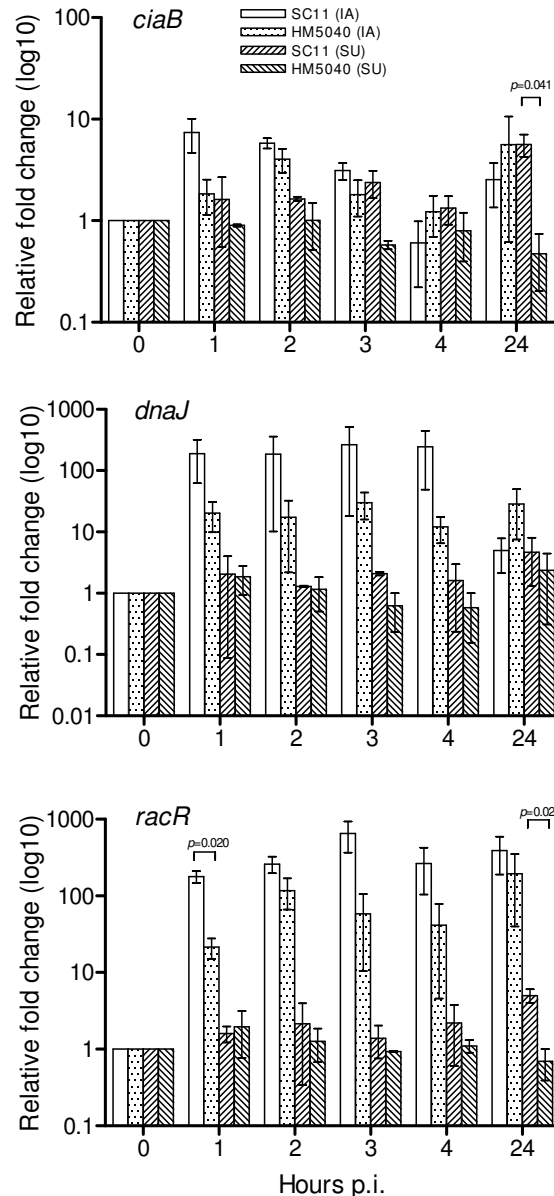 ciaB
SC11 (IA)
HM5040 (IA)
SC11 (SU)
HM5040 (SU)
Relative fold change (log10)
100
10
1
0.1
p=0.041
0 1 2 3 4 24
dnaJ
Relative fold change (log10)
1000
100
10
1
0.1
0.01
0 1 2 3 4 24
racR
Relative fold change (log10)
1000
100
10
1
0.1
p=0.020
p=0.02
0 1 2 3 4 24
Hours p.i.